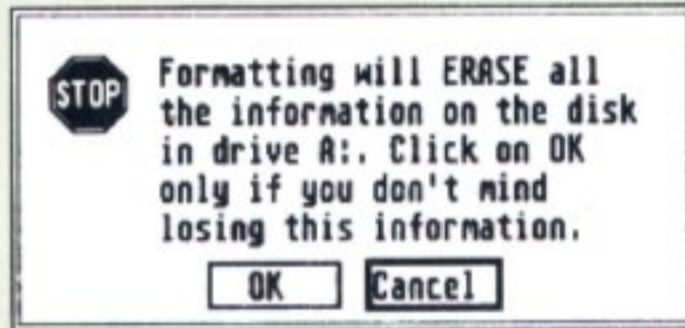 STOP
Formatting will ERASE all
the information on the disk
in drive A:. Click on OK
only if you don't mind
losing this information.
OK
Cancel